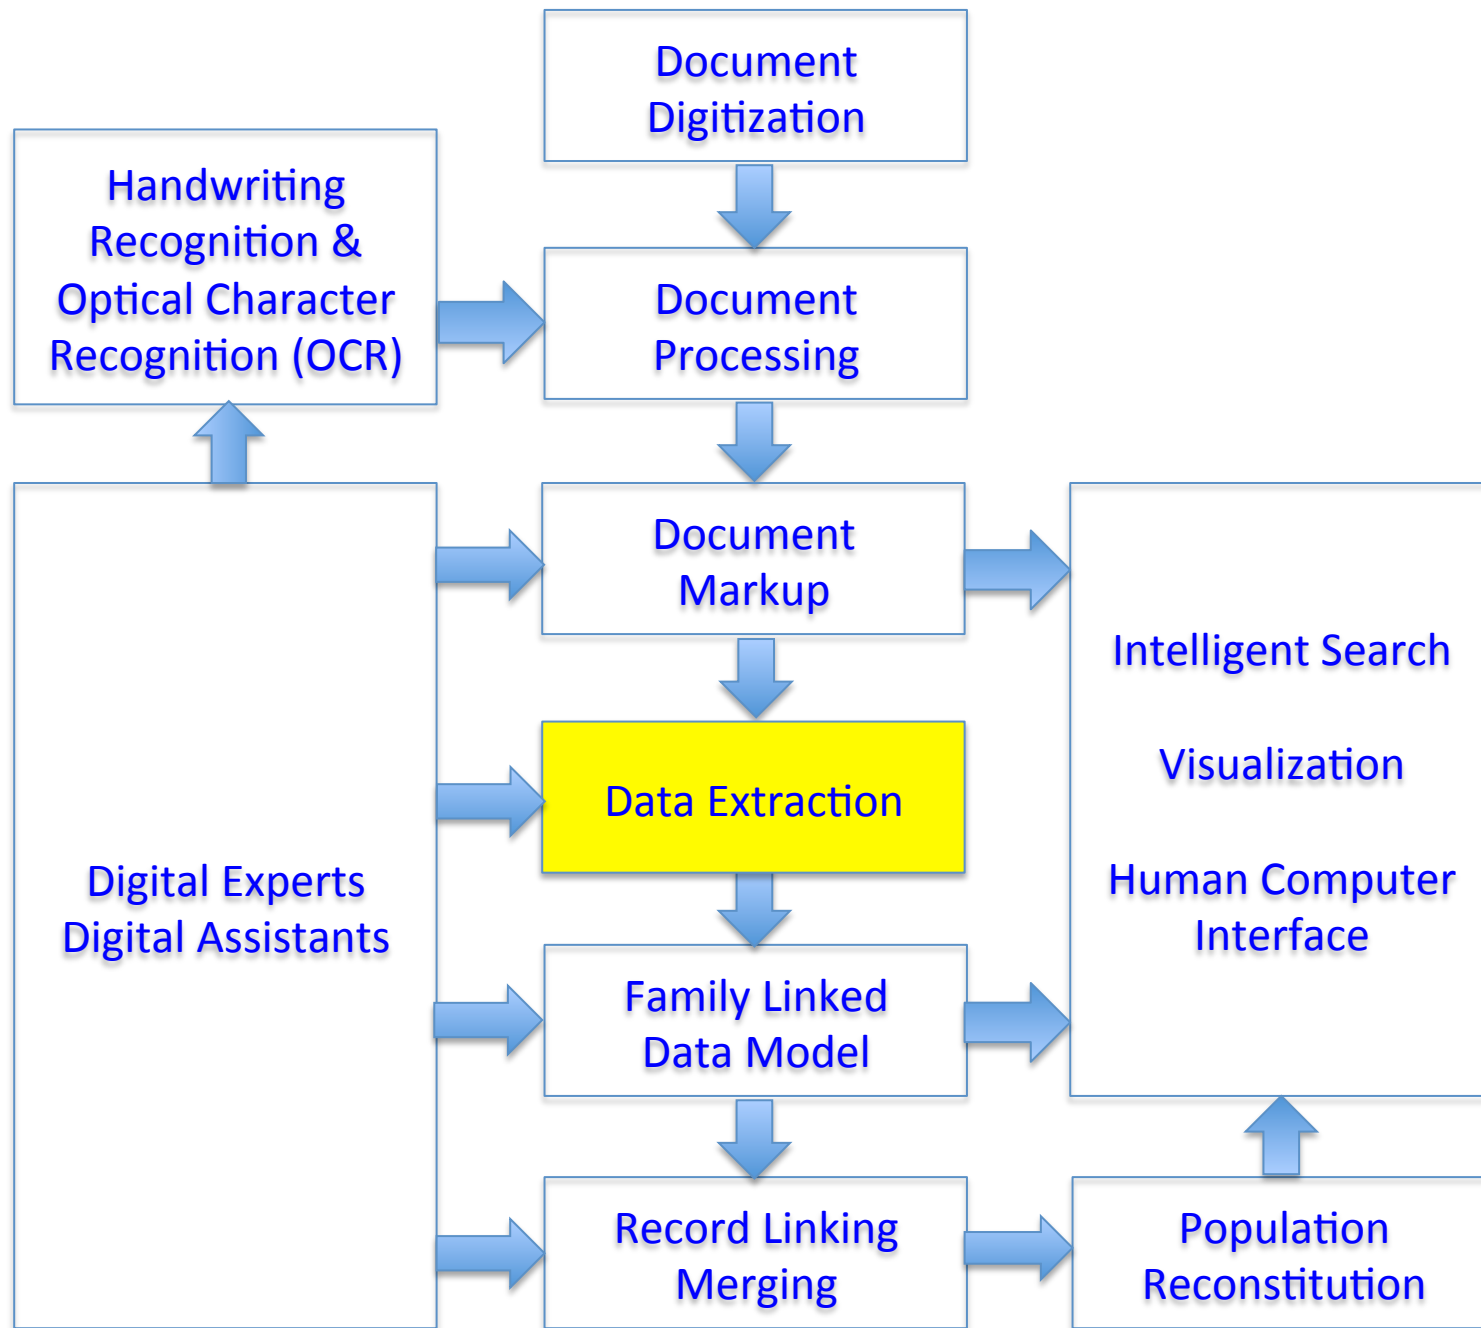 Document
Digitization
Handwriting
Recognition &
Optical Character
Recognition (OCR)
Document
Processing
Document
Markup
Data Extraction
Digital Experts
Digital Assistants
Family Linked
Data Model
Record Linking
Merging
Intelligent Search
Visualization
Human Computer
Interface
Population
Reconstitution